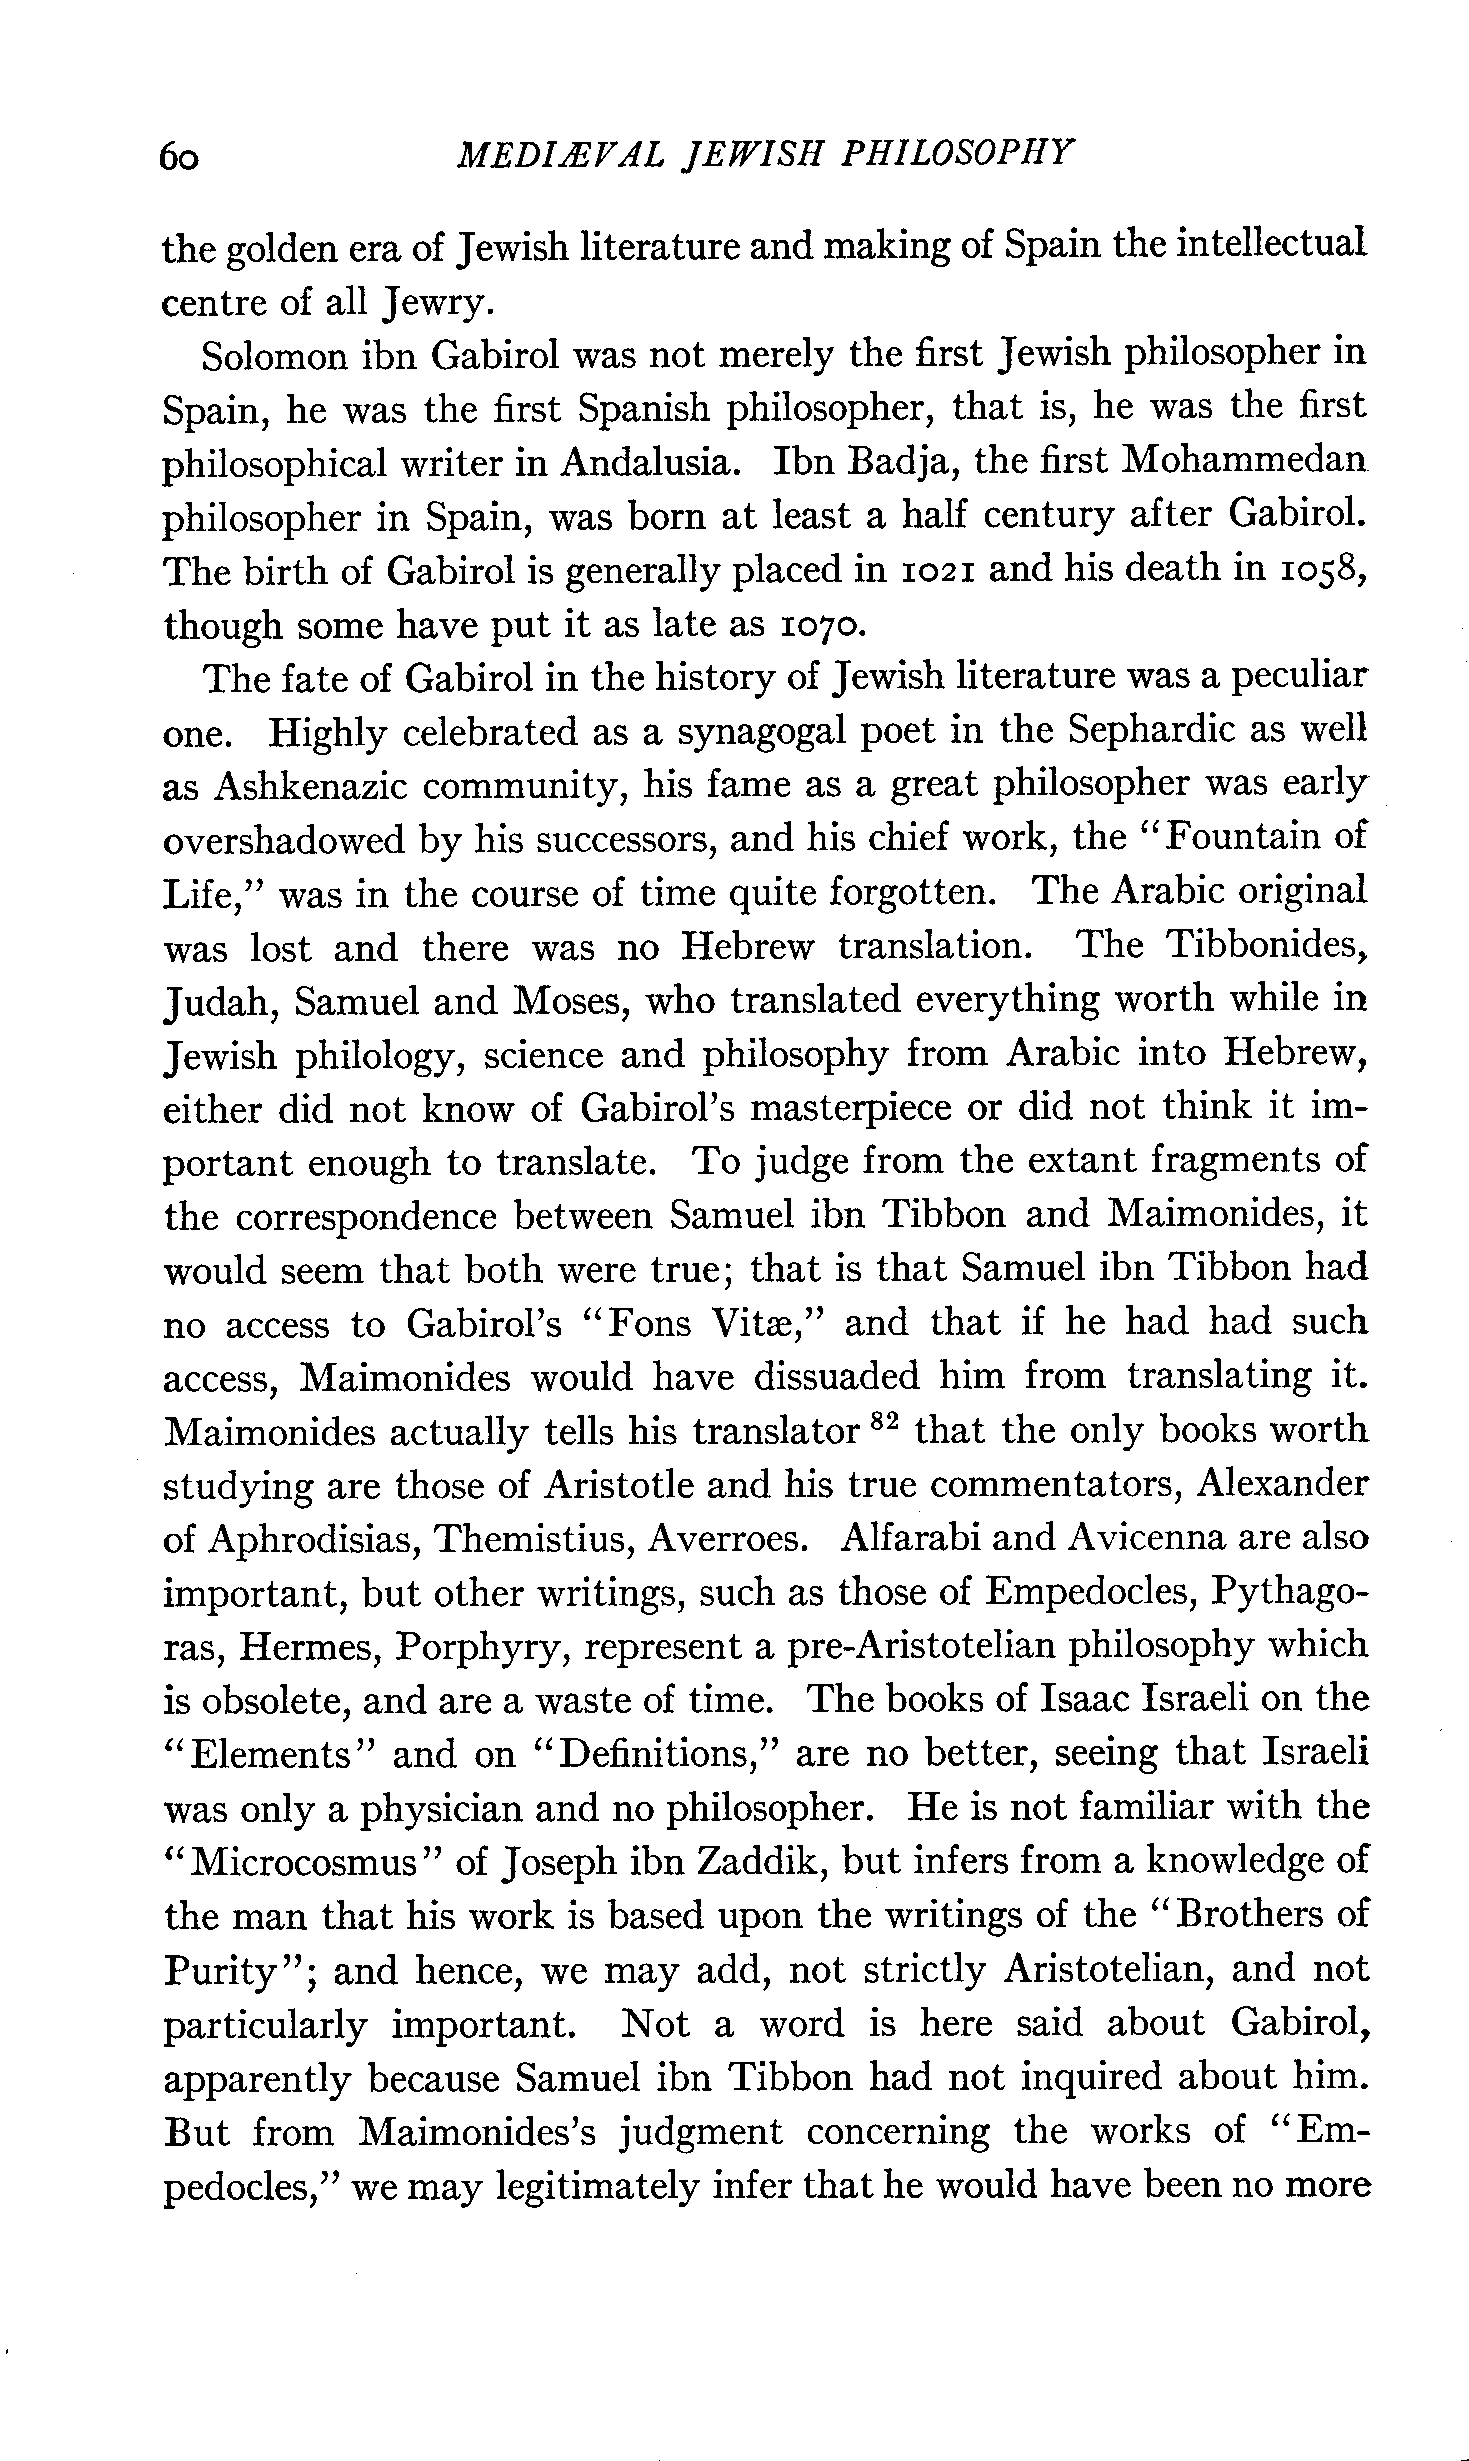 60 MEDIÆVAL JEWISH PHILOSOPHY
the golden era of Jewish literature and making of Spain the intellectual
centre of all Jewry.
Solomon ibn Gabirol was not merely the first Jewish philosopher in
Spain, he was the first Spanish philosopher, that is, he was the first
philosophical writer in Andalusia. Ibn Badja, the first Mohammedan
philosopher in Spain, was born at least a half century after Gabirol.
The birth of Gabirol is generally placed in 1021 and his death in 1058,
though some have put it as late as 1070.
The fate of Gabirol in the history of Jewish literature was a peculiar
one. Highly celebrated as a synagogal poet in the Sephardic as well
as Ashkenazic community, his fame as a great philosopher was early
overshadowed by his successors, and his chief work, the “Fountain of
Life,” was in the course of time quite forgotten. The Arabic original
was lost and there was no Hebrew translation. The Tibbonides,
Judah, Samuel and Moses, who translated everything worth while in
Jewish philology, science and philosophy from Arabic into Hebrew,
either did not know of Gabirol's masterpiece or did not think it im-
portant enough to translate. To judge from the extant fragments of
the correspondence between Samuel ibn Tibbon and Maimonides, it
would seem that both were true; that is that Samuel ibn Tibbon had
no access to Gabirol's “Fons Vitæ,” and that if he had had such
access, Maimonides would have dissuaded him from translating it.
Maimonides actually tells his translator 82 that the only books worth
studying are those of Aristotle and his true commentators, Alexander
of Aphrodisias, Themistius, Averroes. Alfarabi and Avicenna are also
important, but other writings, such as those of Empedocles, Pythago-
ras, Hermes, Porphyry, represent a pre-Aristotelian philosophy which
is obsolete, and are a waste of time. The books of Isaac Israeli on the
“Elements” and on “Definitions,” are no better, seeing that Israeli
was only a physician and no philosopher. He is not familiar with the
“Microcosmus” of Joseph ibn Zaddik, but infers from a knowledge of
the man that his work is based upon the writings of the “Brothers of
Purity”; and hence, we may add, not strictly Aristotelian, and not
particularly important. Not a word is here said about Gabirol,
apparently because Samuel ibn Tibbon had not inquired about him.
But from Maimonides's judgment concerning the works of “Em-
pedocles,” we may legitimately infer that he would have been no more